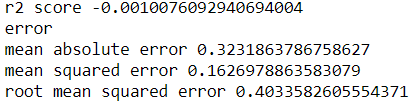 r2 score -0.0010076092940694004
error
mean absolute error 0.3231863786758627
mean squared error 0.1626978863583079
root mean squared error 0.4033582605554371